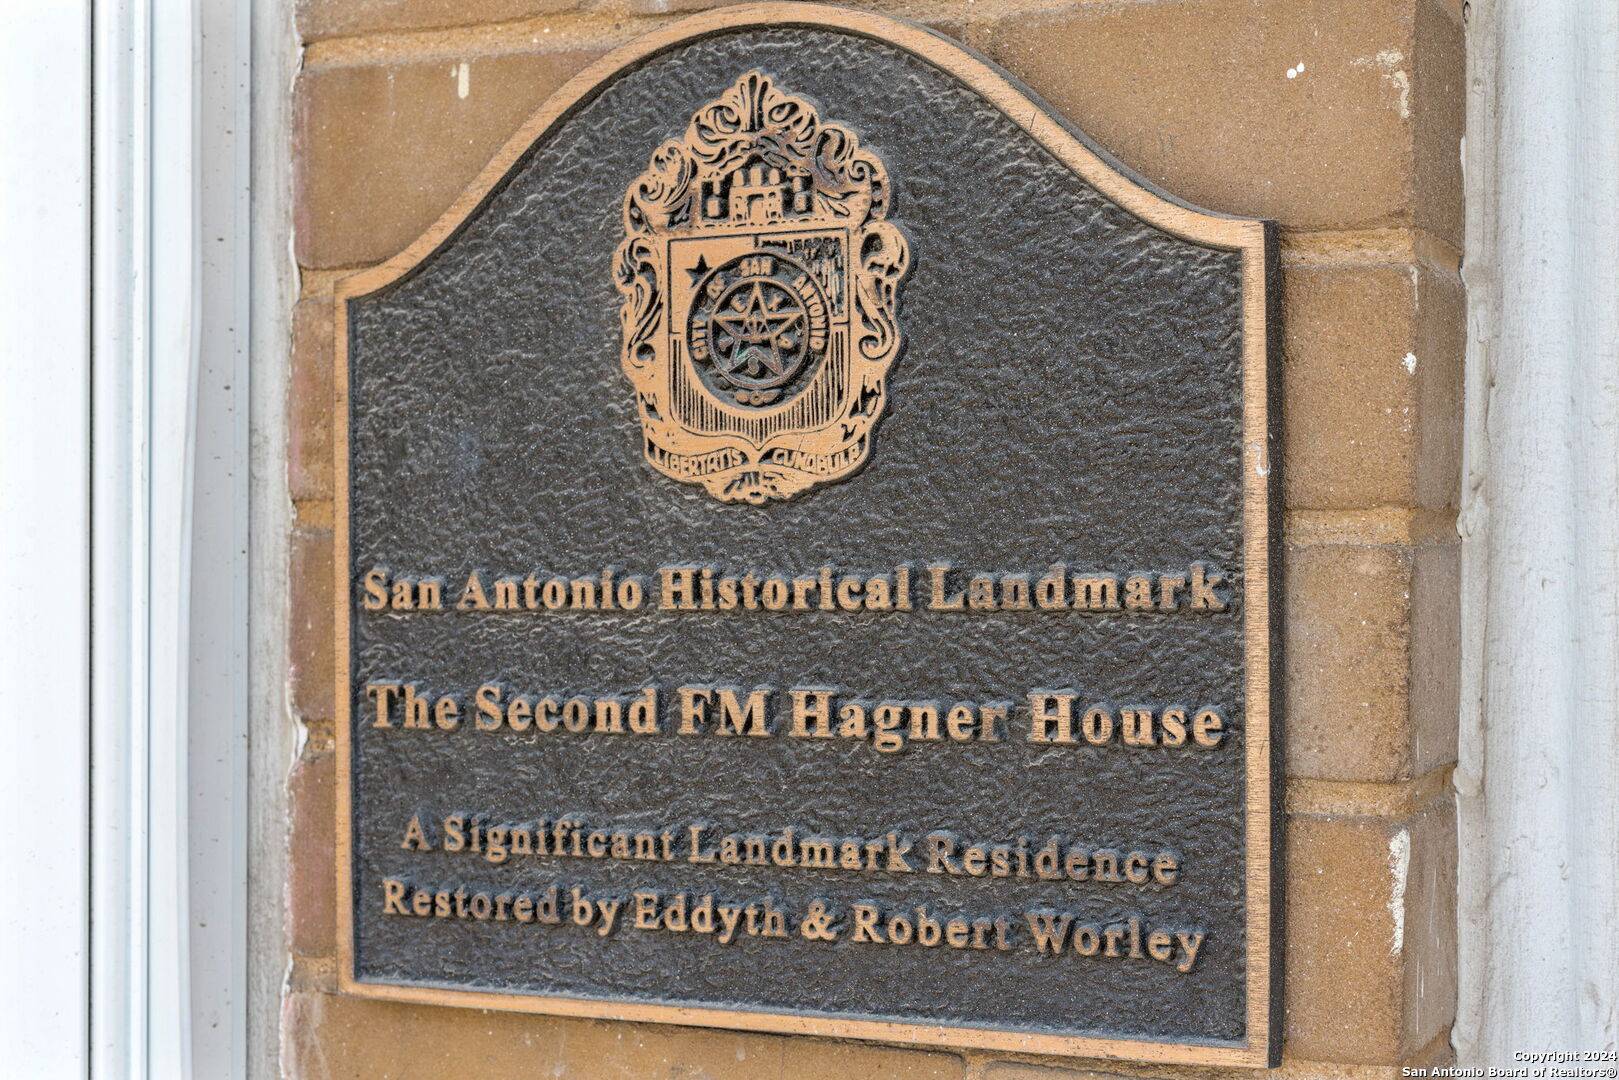 CITY OF SAN ANTONIO
LIBERTATIS CUNABULA
San Antonio Historical Landmark
The Second FM Hagner House
A Significant Landmark Residence
Restored by Eddyth & Robert Worley
Copyright 2024
San Antonio Board of Realtors®